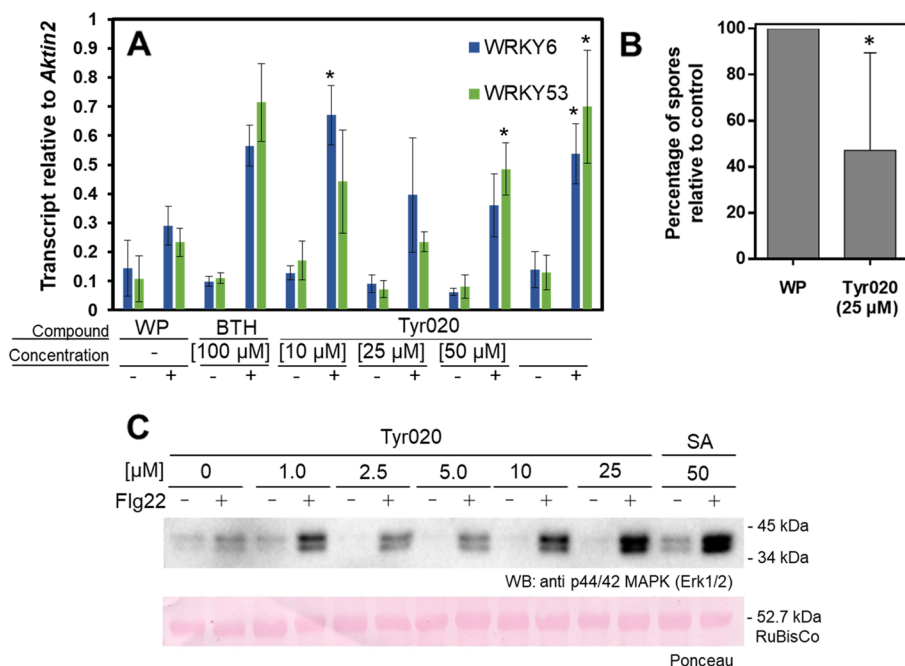 A
WRKY6
WRKY53
Transcript relative to Aktin2
1
0.9
0.8
0.7
0.6
0.5
0.4
0.3
0.2
0.1
0
* * * *
*
Compound WP BTH Tyr020
Concentration - [100 µM] [10 µM] [25 µM] [50 µM]
- + - + - + - + - + - +
B
Percentage of spores
relative to control
100
80
60
40
20
0
*
WP Tyr020
(25 µM)
C
Tyr020 SA
[µM] 0 1.0 2.5 5.0 10 25 50
Flg22 - + - + - + - + - + - + - +
- 45 kDa
- 34 kDa
WB: anti p44/42 MAPK (Erk1/2)
- 52.7 kDa
RuBisCo
Ponceau